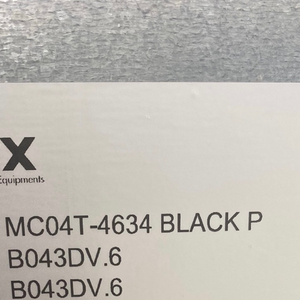 X
Equipments
MC04T-4634 BLACK P
B043DV.6
B043DV.6